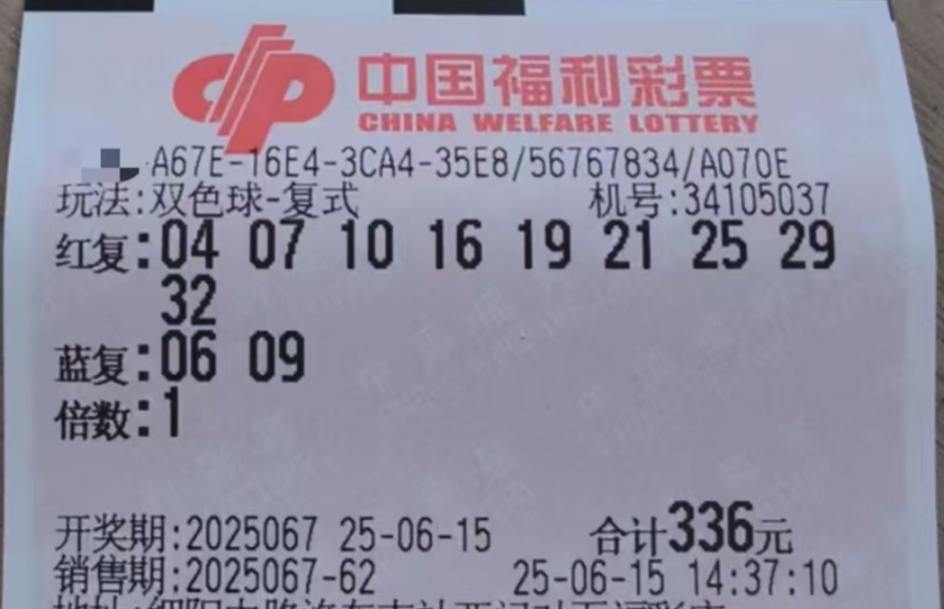 中国福利彩票
CHINA WELFARE LOTTERY
A67E-16E4-3CA4-35E8/56767834/A070E
玩法:双色球-复式 机号:34105037
红复:04 07 10 16 19 21 25 29
32
蓝复:06 09
倍数:1
开奖期:2025067 25-06-15 合计336元
销售期:2025067-62 25-06-15 14:37:10